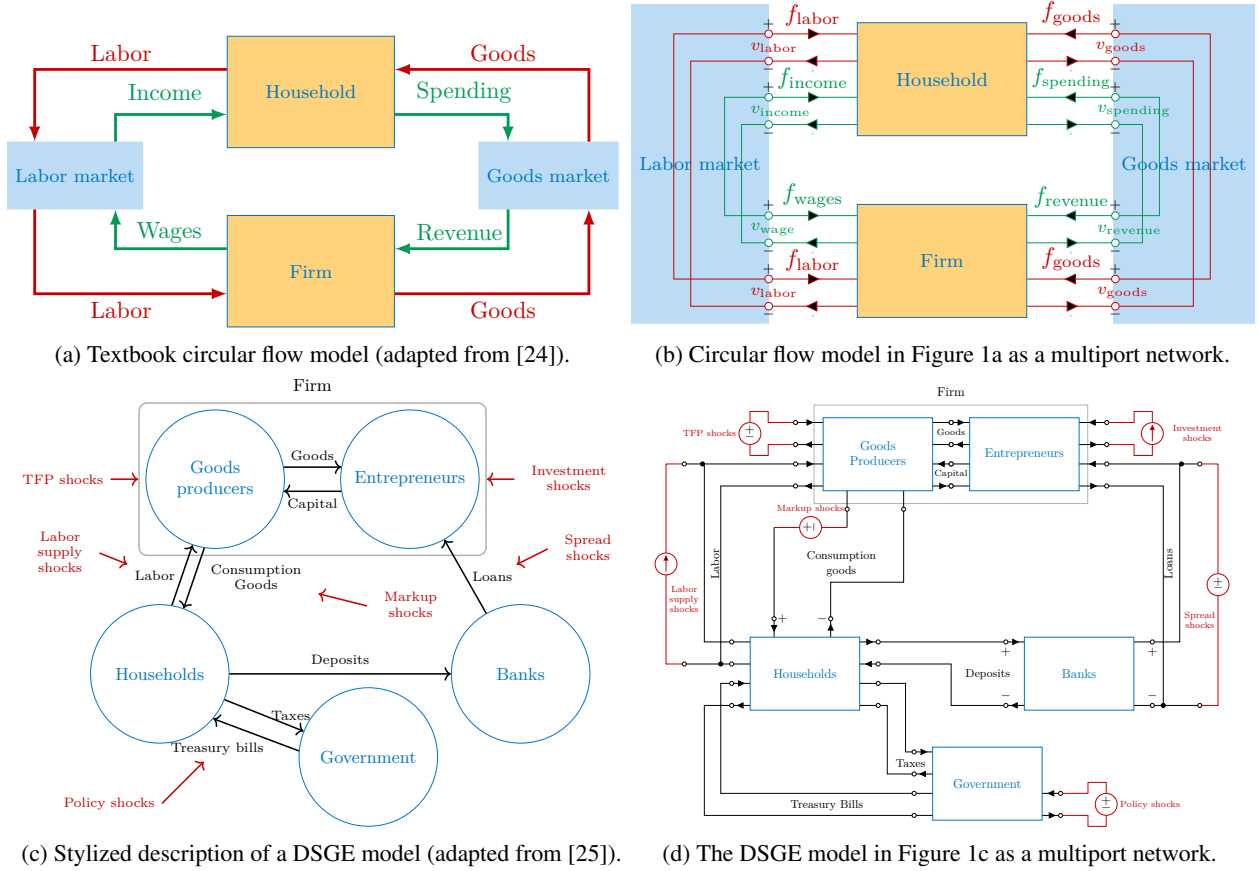 Labor
Goods
Income
Spending
Household
Labor market
Goods market
Wages
Revenue
Firm
Labor
Goods
(a) Textbook circular flow model (adapted from [24]).
f_labor
f_goods
+
+
v_labor
v_goods
−
−
Household
f_income
f_spending
+
+
v_income
v_spending
−
−
Labor market
Goods market
f_wages
f_revenue
+
+
v_wage
v_revenue
−
−
Firm
f_labor
f_goods
+
+
v_labor
v_goods
−
−
(b) Circular flow model in Figure 1a as a multiport network.
Firm
Goods
producers
Goods
Entrepreneurs
Capital
TFP shocks
Investment
shocks
Labor
supply
shocks
Spread
shocks
Labor
Consumption
Goods
Loans
Markup
shocks
Deposits
Households
Banks
Taxes
Treasury bills
Government
Policy shocks
(c) Stylized description of a DSGE model (adapted from [25]).
Firm
TFP shocks
+
−
Goods
Producers
Goods
Entrepreneurs
Capital
Investment
shocks
Markup shocks
+
Consumption
goods
Labor
Loans
Labor
supply
shocks
+
−
Spread
shocks
+
−
Households
+
Deposits
−
Banks
+
−
Taxes
Government
Treasury Bills
+
−
Policy shocks
(d) The DSGE model in Figure 1c as a multiport network.